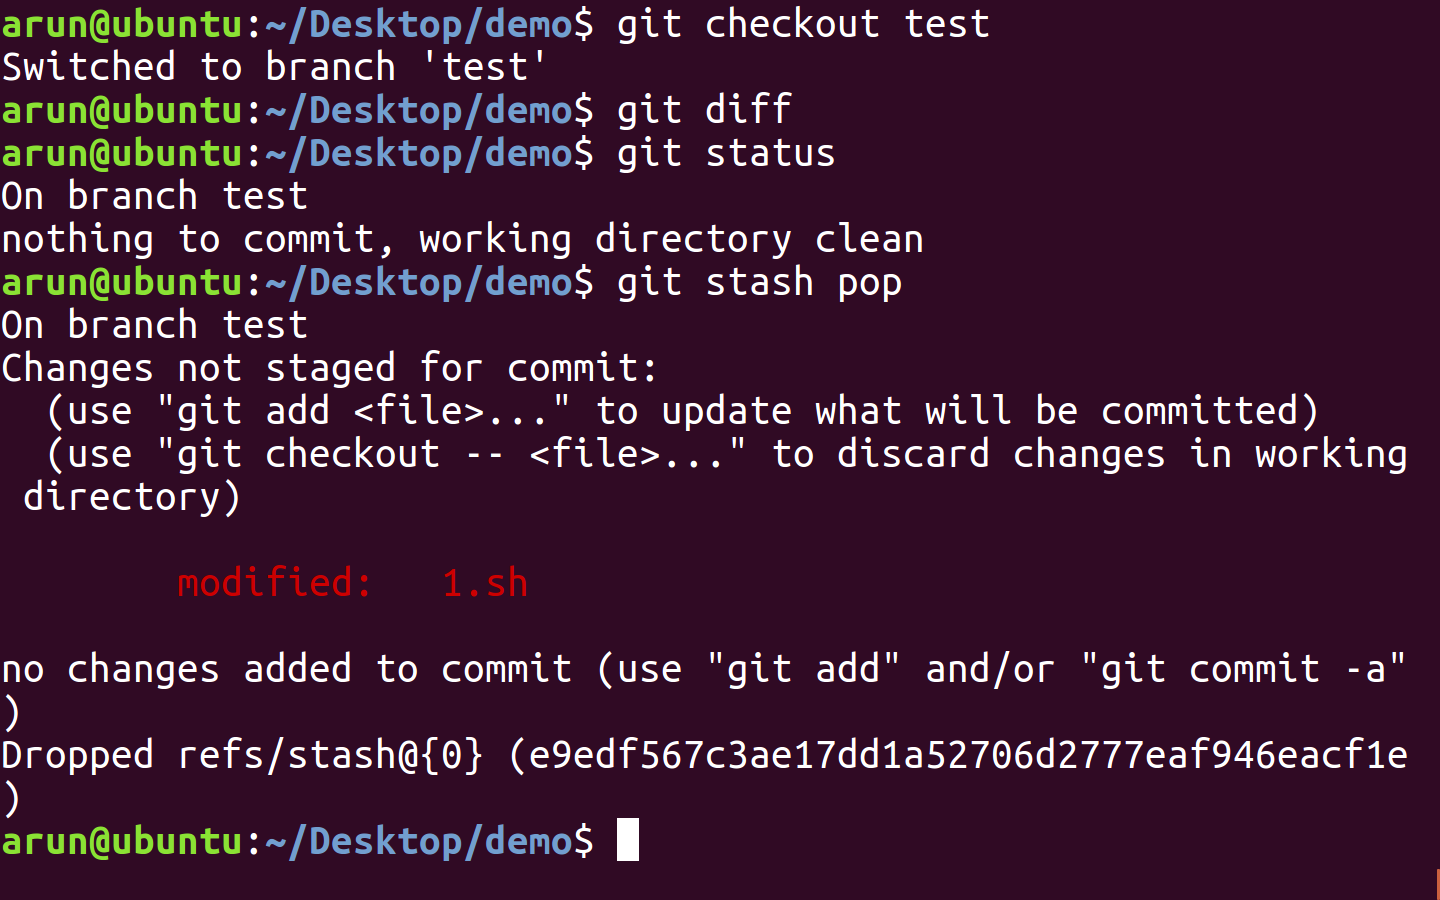 arun@ubuntu:~/Desktop/demo$ git checkout test
Switched to branch 'test'
arun@ubuntu:~/Desktop/demo$ git diff
arun@ubuntu:~/Desktop/demo$ git status
On branch test
nothing to commit, working directory clean
arun@ubuntu:~/Desktop/demo$ git stash pop
On branch test
Changes not staged for commit:
  (use "git add <file>..." to update what will be committed)
  (use "git checkout -- <file>..." to discard changes in working
 directory)
        modified:   1.sh
no changes added to commit (use "git add" and/or "git commit -a"
)
Dropped refs/stash@{0} (e9edf567c3ae17dd1a52706d2777eaf946eacf1e
)
arun@ubuntu:~/Desktop/demo$